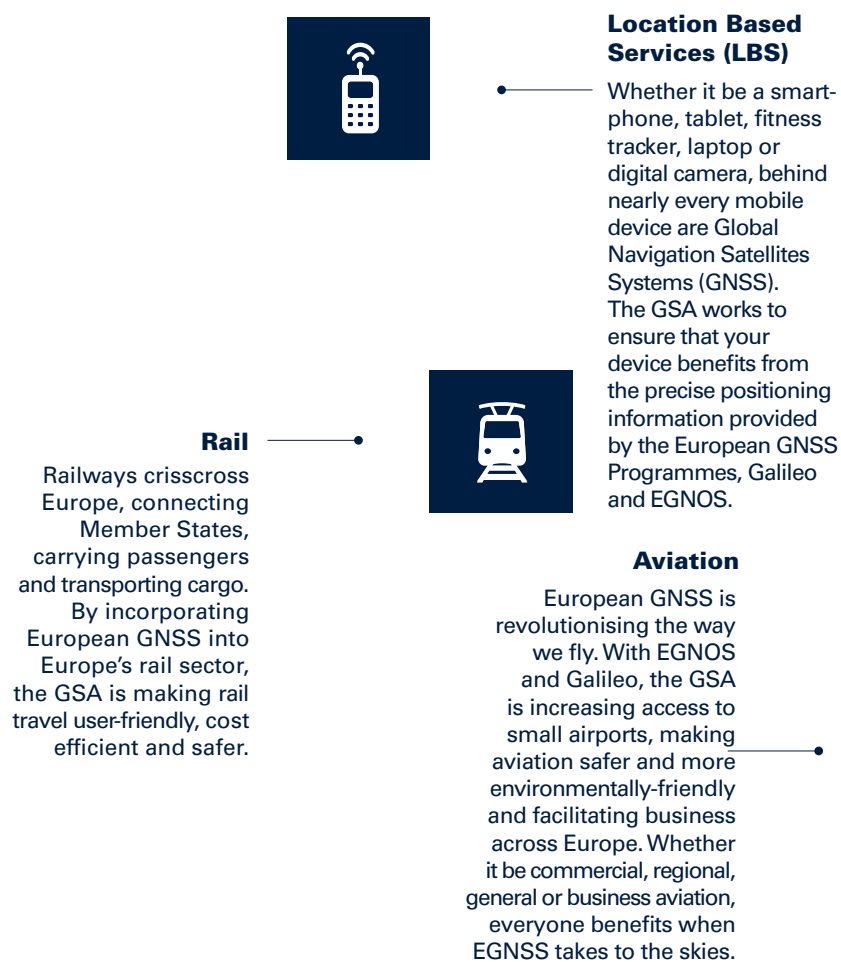 Location Based
Services (LBS)
Whether it be a smart-
phone, tablet, fitness
tracker, laptop or
digital camera, behind
nearly every mobile
device are Global
Navigation Satellites
Systems (GNSS).
The GSA works to
ensure that your
device benefits from
the precise positioning
information provided
by the European GNSS
Programmes, Galileo
and EGNOS.
Rail
Railways crisscross
Europe, connecting
Member States,
carrying passengers
and transporting cargo.
By incorporating
European GNSS into
Europe’s rail sector,
the GSA is making rail
travel user-friendly, cost
efficient and safer.
Aviation
European GNSS is
revolutionising the way
we fly. With EGNOS
and Galileo, the GSA
is increasing access to
small airports, making
aviation safer and more
environmentally-friendly
and facilitating business
across Europe. Whether
it be commercial, regional,
general or business aviation,
everyone benefits when
EGNSS takes to the skies.